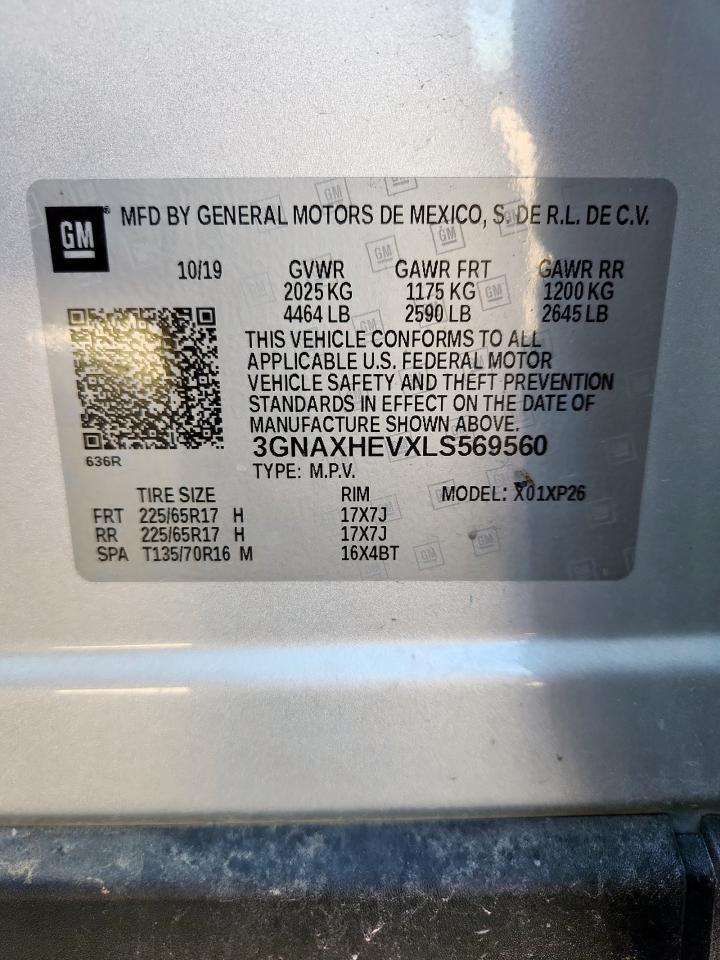 GM® MFD BY GENERAL MOTORS DE MEXICO, S. DE R.L. DE C.V.
10/19 GVWR GAWR FRT GAWR RR
2025 KG 1175 KG 1200 KG
4464 LB 2590 LB 2645 LB
THIS VEHICLE CONFORMS TO ALL
APPLICABLE U.S. FEDERAL MOTOR
VEHICLE SAFETY AND THEFT PREVENTION
STANDARDS IN EFFECT ON THE DATE OF
MANUFACTURE SHOWN ABOVE.
3GNAXHEVXLS569560
636R TYPE: M.P.V.
TIRE SIZE RIM MODEL: X01XP26
FRT 225/65R17 H 17X7J
RR 225/65R17 H 17X7J
SPA T135/70R16 M 16X4BT